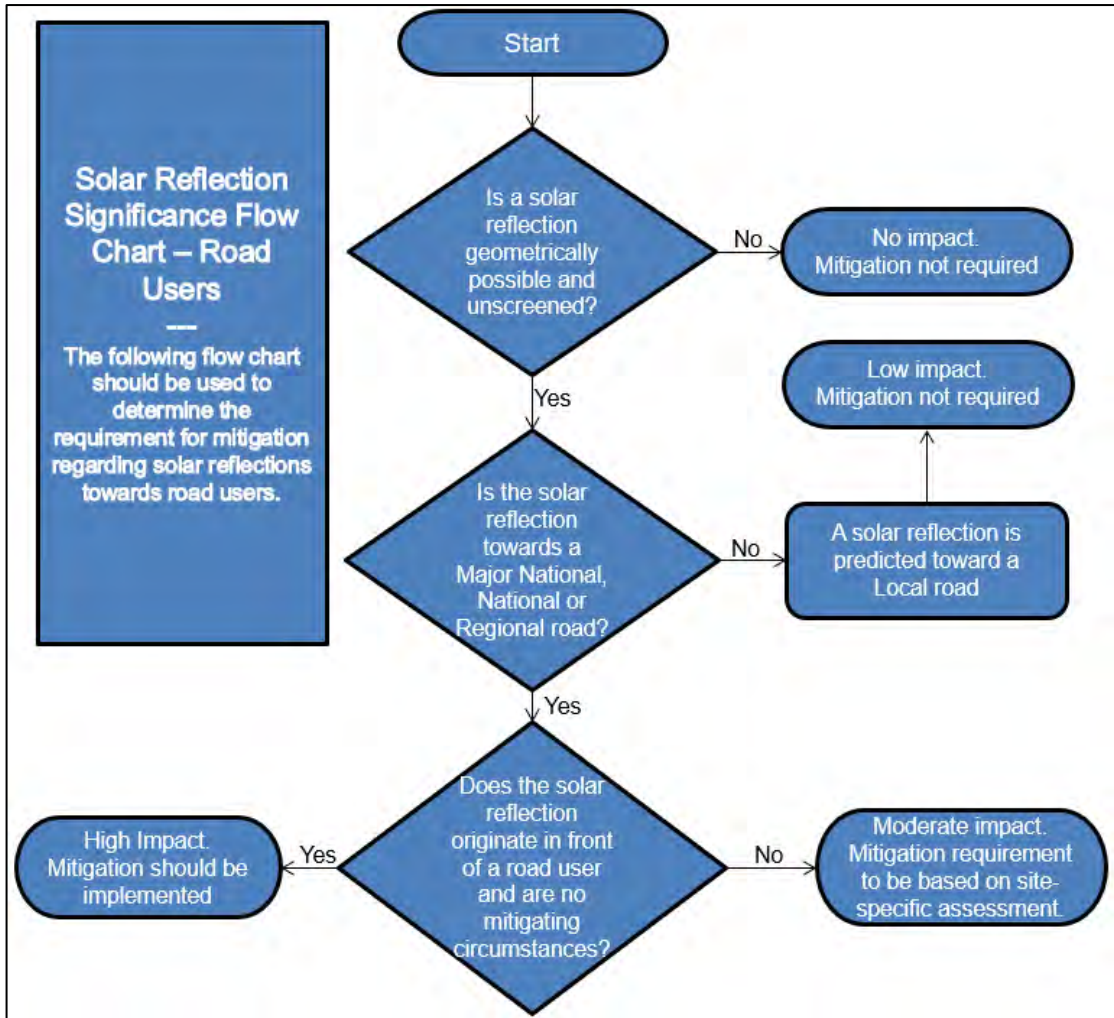 Solar Reflection
Significance Flow
Chart – Road
Users
---
The following flow chart
should be used to
determine the
requirement for mitigation
regarding solar reflections
towards road users.
Start
Is a solar
reflection
geometrically
possible and
unscreened?
No
No impact.
Mitigation not required
Yes
Low impact.
Mitigation not required
Is the solar
reflection
towards a
Major National,
National or
Regional road?
No
A solar reflection is
predicted toward a
Local road
Yes
Does the solar
reflection
originate in front
of a road user
and are no
mitigating
circumstances?
Yes
High Impact.
Mitigation should be
implemented
No
Moderate impact.
Mitigation requirement
to be based on site-
specific assessment.